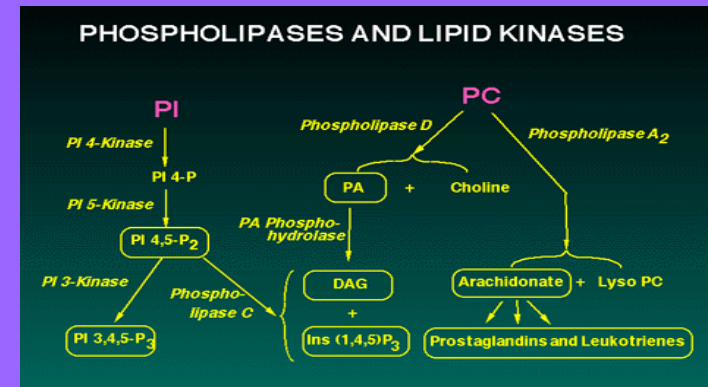 PHOSPHOLIPASES AND LIPID KINASES
PI
PC
PI 4-Kinase
Phospholipase D
Phospholipase A2
PI 4-P
PA + Choline
PI 5-Kinase
PA Phospho-
hydrolase
PI 4,5-P2
PI 3-Kinase
Phospho-
lipase C
DAG
+
Arachidonate + Lyso PC
PI 3,4,5-P3
Ins (1,4,5)P3
Prostaglandins and Leukotrienes